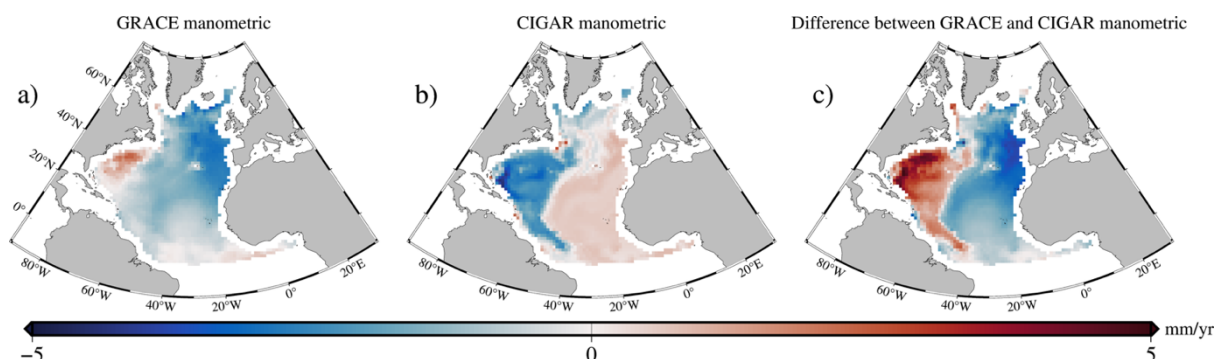 GRACE manometric
CIGAR manometric
Difference between GRACE and CIGAR manometric
a)
b)
c)
60°N
40°N
20°N
0°
80°W
60°W
40°W
20°W
0°
20°E
80°W
60°W
40°W
20°W
0°
20°E
80°W
60°W
40°W
20°W
0°
20°E
mm/yr
−5
0
5